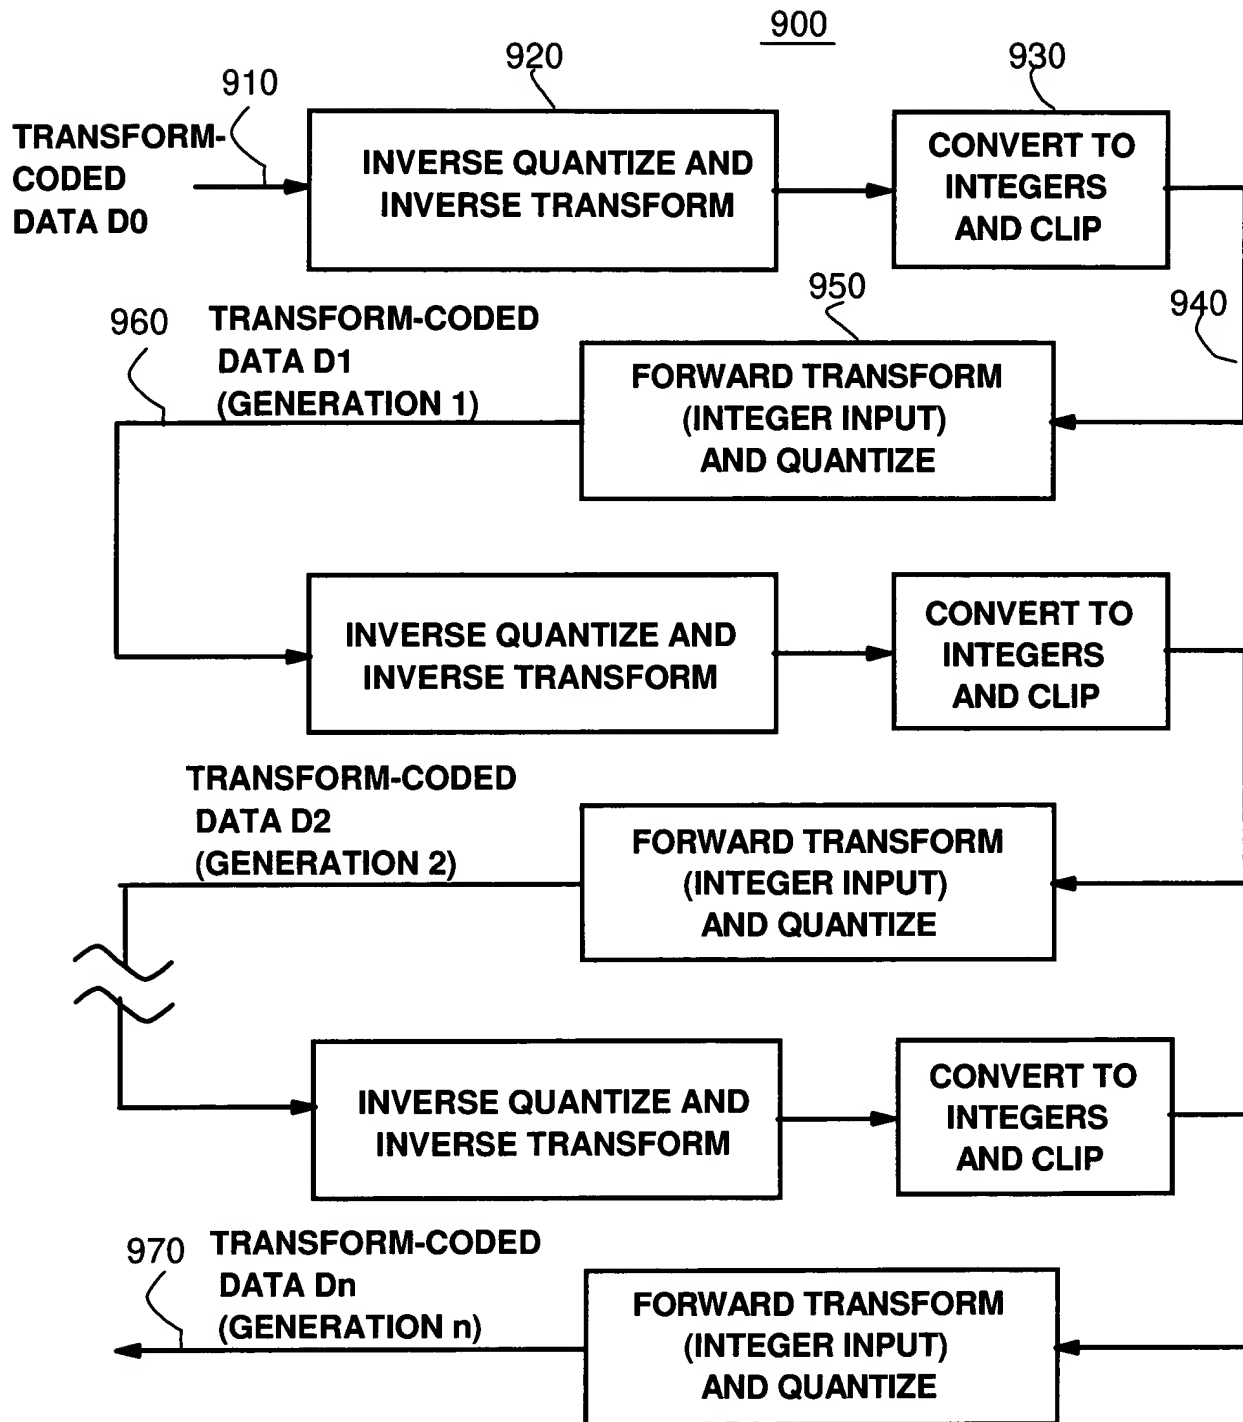 900
910
920
930
TRANSFORM-
CODED
DATA D0
INVERSE QUANTIZE AND
INVERSE TRANSFORM
CONVERT TO
INTEGERS
AND CLIP
940
950
960
TRANSFORM-CODED
DATA D1
(GENERATION 1)
FORWARD TRANSFORM
(INTEGER INPUT)
AND QUANTIZE
INVERSE QUANTIZE AND
INVERSE TRANSFORM
CONVERT TO
INTEGERS
AND CLIP
TRANSFORM-CODED
DATA D2
(GENERATION 2)
FORWARD TRANSFORM
(INTEGER INPUT)
AND QUANTIZE
INVERSE QUANTIZE AND
INVERSE TRANSFORM
CONVERT TO
INTEGERS
AND CLIP
970
TRANSFORM-CODED
DATA Dn
(GENERATION n)
FORWARD TRANSFORM
(INTEGER INPUT)
AND QUANTIZE